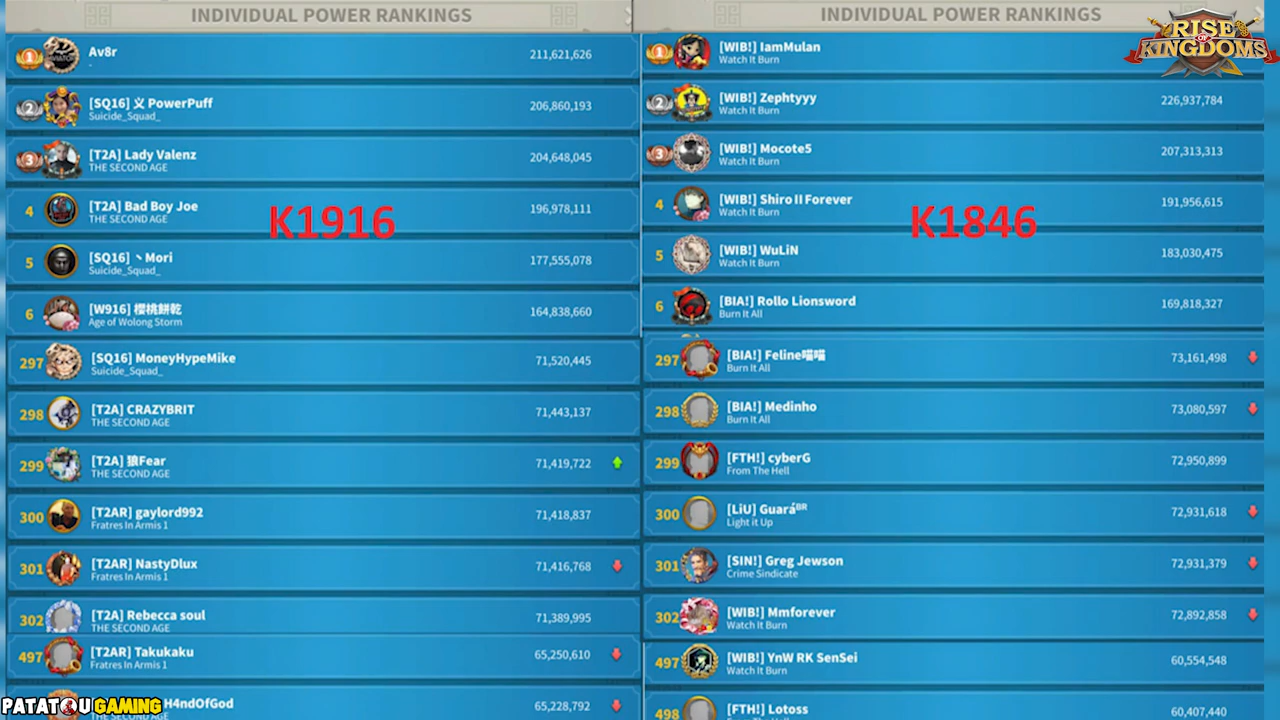 INDIVIDUAL POWER RANKINGS
1
Av8r
-
211,621,626
2
[SQ16] 义 PowerPuff
Suicide_Squad_
206,860,193
3
[T2A] Lady Valenz
THE SECOND AGE
204,648,045
4
[T2A] Bad Boy Joe
THE SECOND AGE
196,978,111
K1916
5
[SQ16] 丶Mori
Suicide_Squad_
177,555,078
6
[W916] 櫻桃餅乾
Age of Wolong Storm
164,838,660
297
[SQ16] MoneyHypeMike
Suicide_Squad_
71,520,445
298
[T2A] CRAZYBRIT
THE SECOND AGE
71,443,137
299
[T2A] 狼Fear
THE SECOND AGE
71,419,722
300
[T2AR] gaylord992
Fratres In Armis 1
71,418,837
301
[T2AR] NastyDlux
Fratres In Armis 1
71,416,768
302
[T2A] Rebecca soul
THE SECOND AGE
71,389,995
497
[T2AR] Takukaku
Fratres In Armis 1
65,250,610
H4ndOfGod
THE SECOND AGE
65,228,792
PATATOU GAMING
INDIVIDUAL POWER RANKINGS
RISE OF KINGDOMS
1
[WIB!] IamMulan
Watch It Burn
2
[WIB!] Zephtyyy
Watch It Burn
226,937,784
3
[WIB!] Mocote5
Watch It Burn
207,313,313
4
[WIB!] Shiro II Forever
Watch It Burn
191,956,615
K1846
5
[WIB!] WuLiN
Watch It Burn
183,030,475
6
[BIA!] Rollo Lionsword
Burn It All
169,818,327
297
[BIA!] Feline喵喵
Burn It All
73,161,498
298
[BIA!] Medinho
Burn It All
73,080,597
299
[FTH!] cyberG
From The Hell
72,950,899
300
[LiU] Guaráᴮᴿ
Light it Up
72,931,618
301
[SIN!] Greg Jewson
Crime Sindicate
72,931,379
302
[WIB!] Mmforever
Watch It Burn
72,892,858
497
[WIB!] YnW RK SenSei
Watch It Burn
60,554,548
498
[FTH!] Lotoss
From The Hell
60,407,440